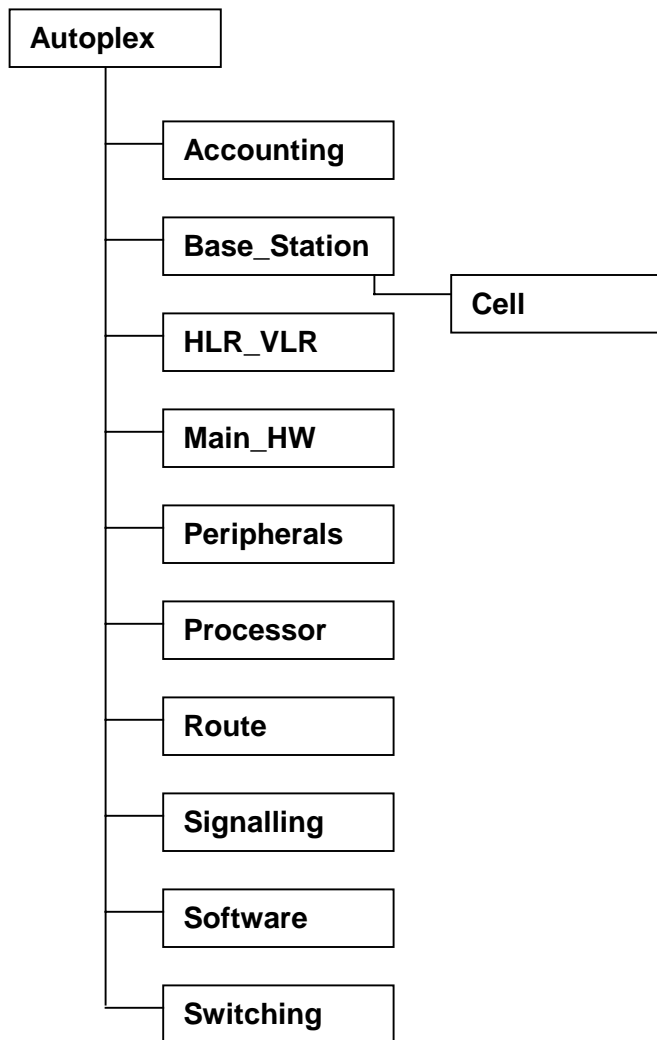 Autoplex
Accounting
Base_Station
Cell
HLR_VLR
Main_HW
Peripherals
Processor
Route
Signalling
Software
Switching